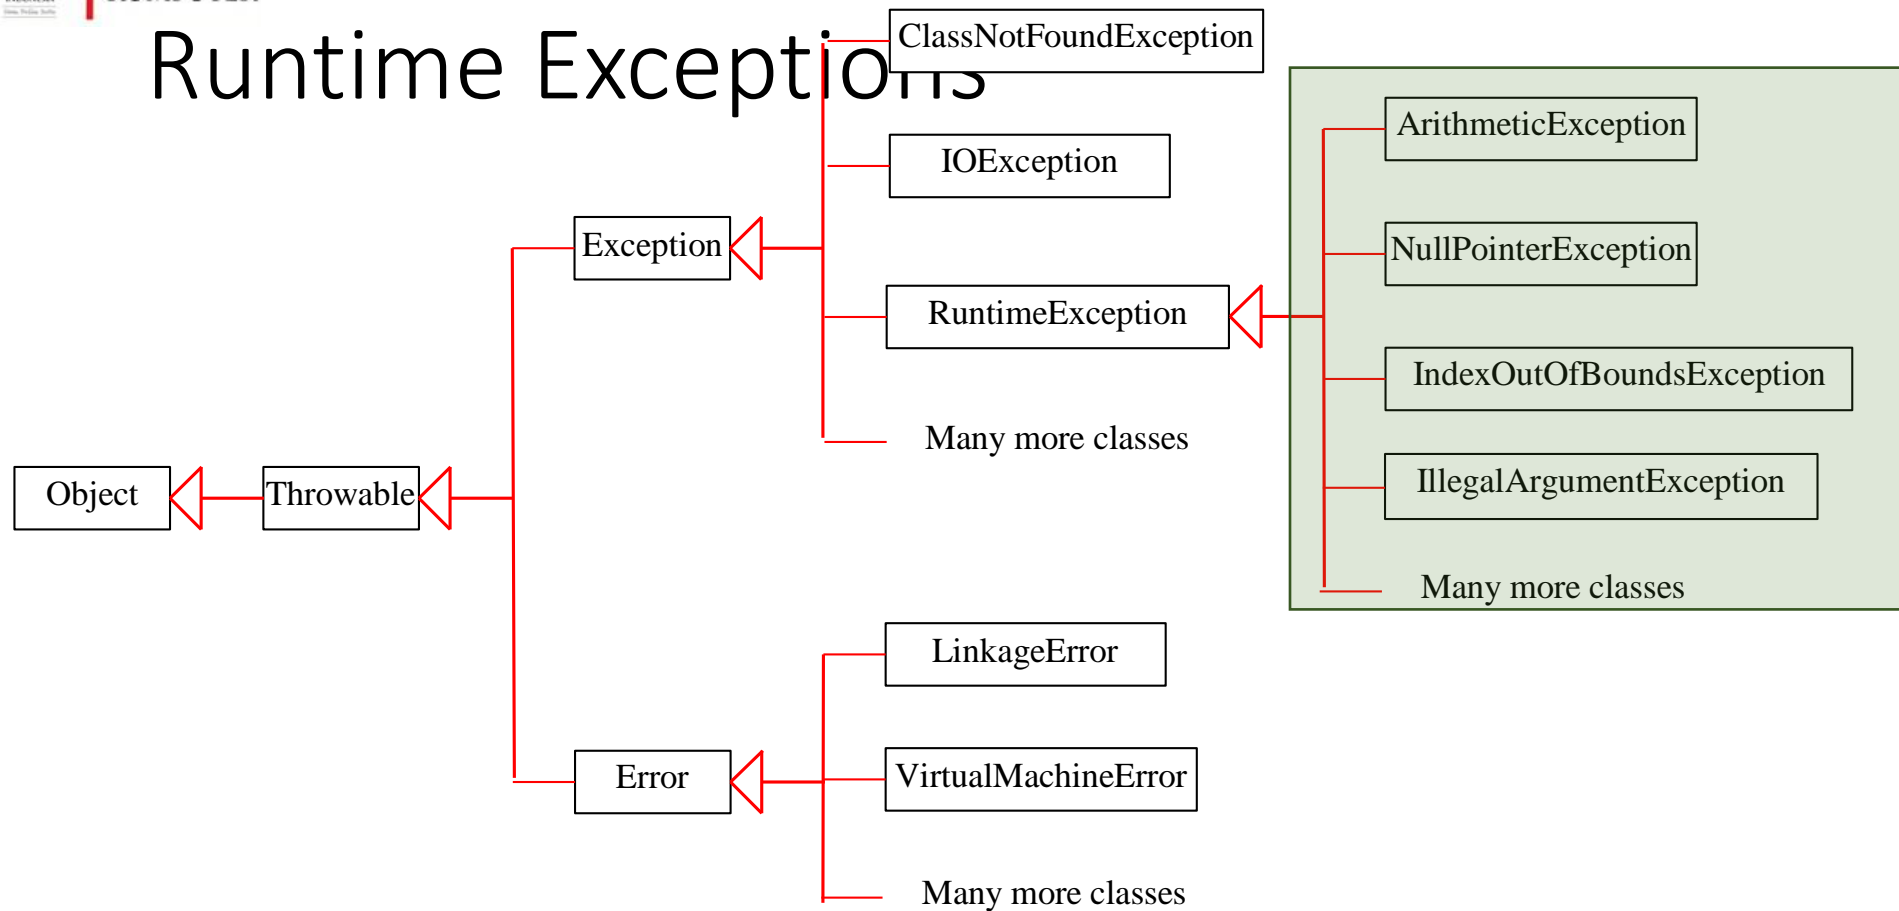 Runtime Exceptions
ClassNotFoundException
IOException
Exception
RuntimeException
Many more classes
ArithmeticException
NullPointerException
IndexOutOfBoundsException
IllegalArgumentException
Many more classes
Object
Throwable
LinkageError
Error
VirtualMachineError
Many more classes